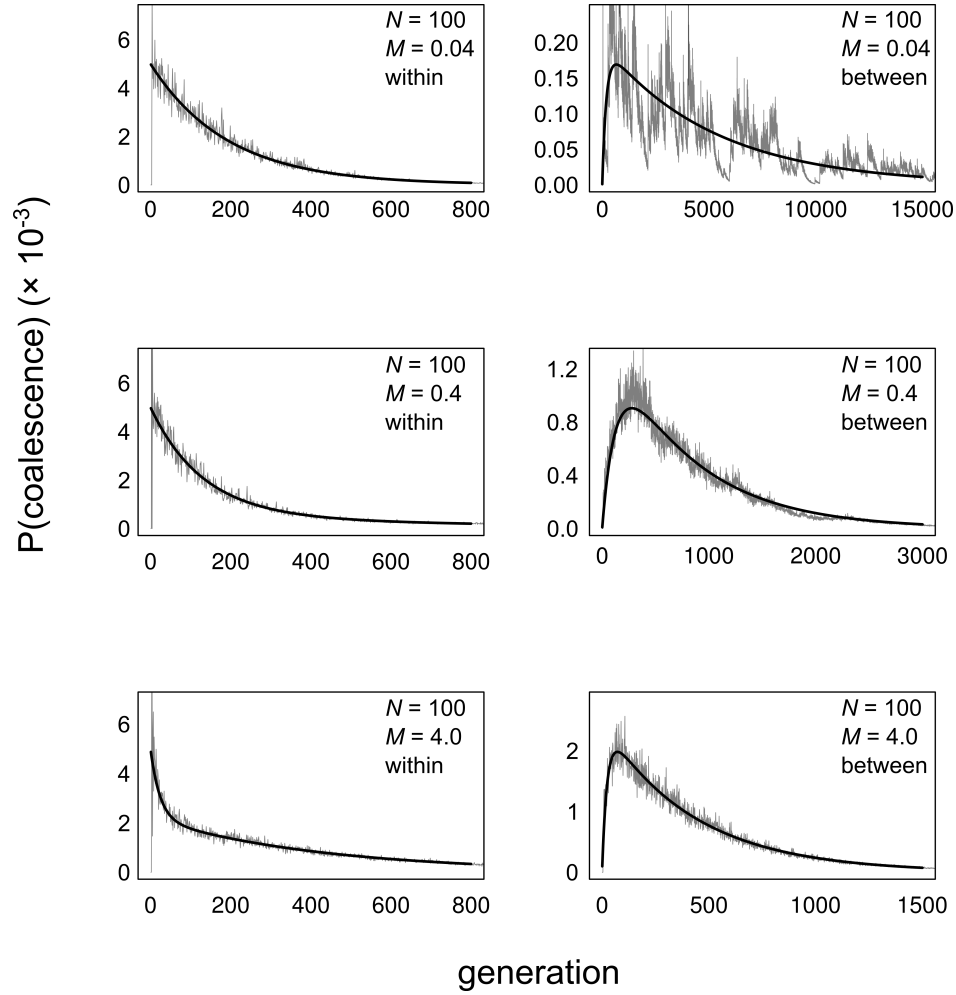 P(coalescence) (× 10⁻³)
N = 100
M = 0.04
within
6
4
2
0
0 200 400 600 800
N = 100
M = 0.04
between
0.20
0.15
0.10
0.05
0.00
0 5000 10000 15000
N = 100
M = 0.4
within
6
4
2
0
0 200 400 600 800
N = 100
M = 0.4
between
1.2
0.8
0.4
0.0
0 1000 2000 3000
N = 100
M = 4.0
within
6
4
2
0
0 200 400 600 800
N = 100
M = 4.0
between
2
1
0
0 500 1000 1500
generation